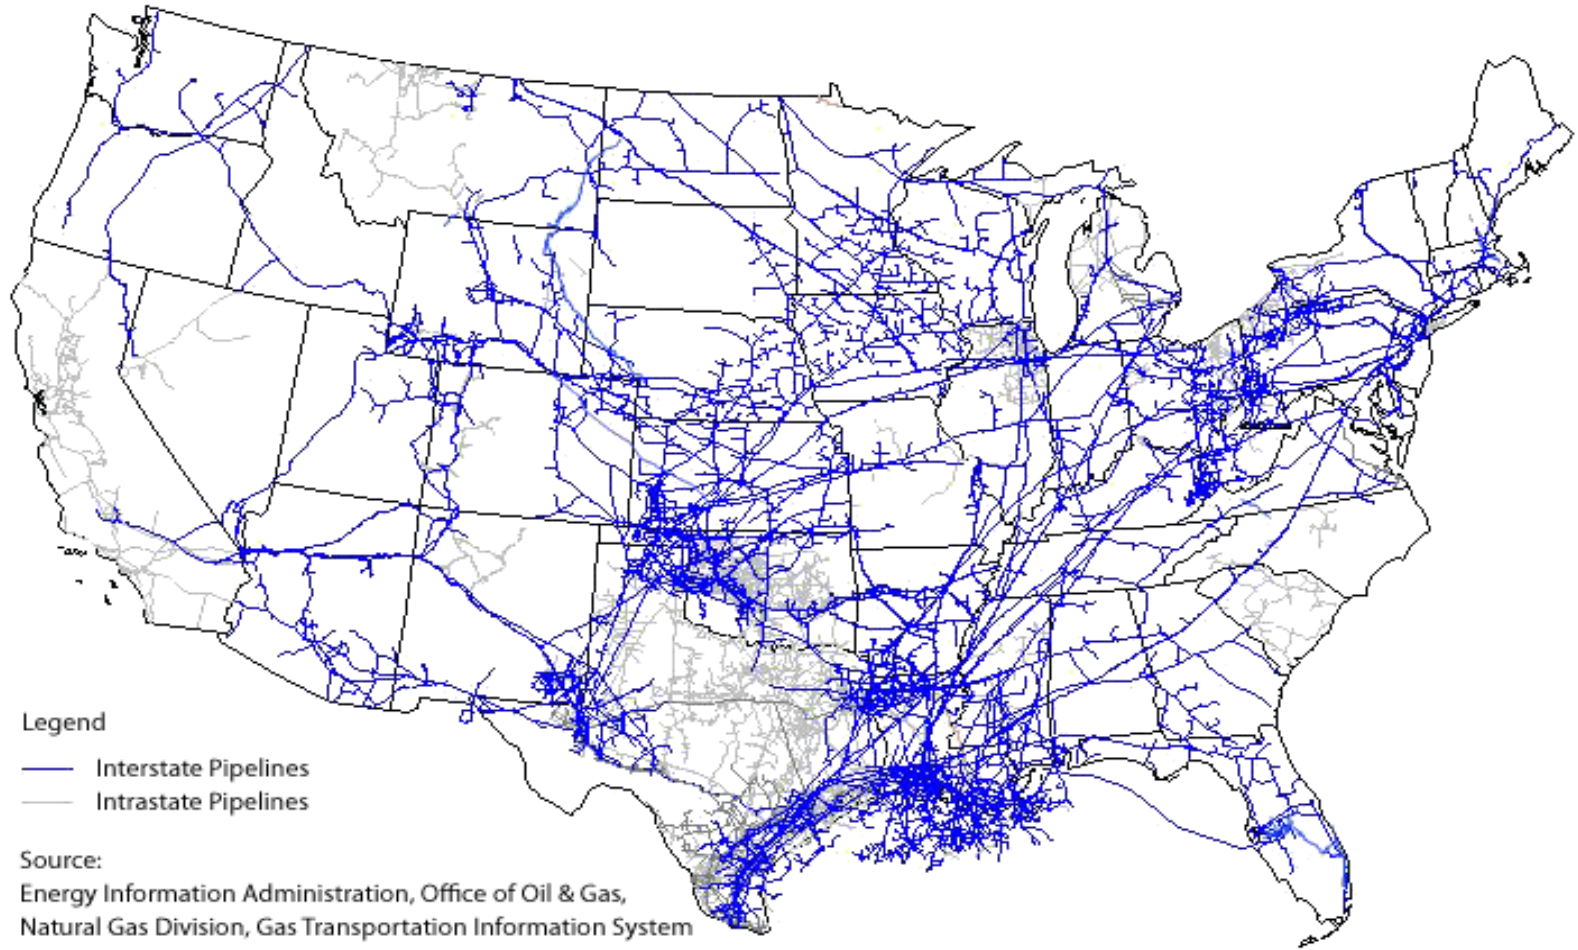 Legend
Interstate Pipelines
Intrastate Pipelines
Source:
Energy Information Administration, Office of Oil & Gas,
Natural Gas Division, Gas Transportation Information System